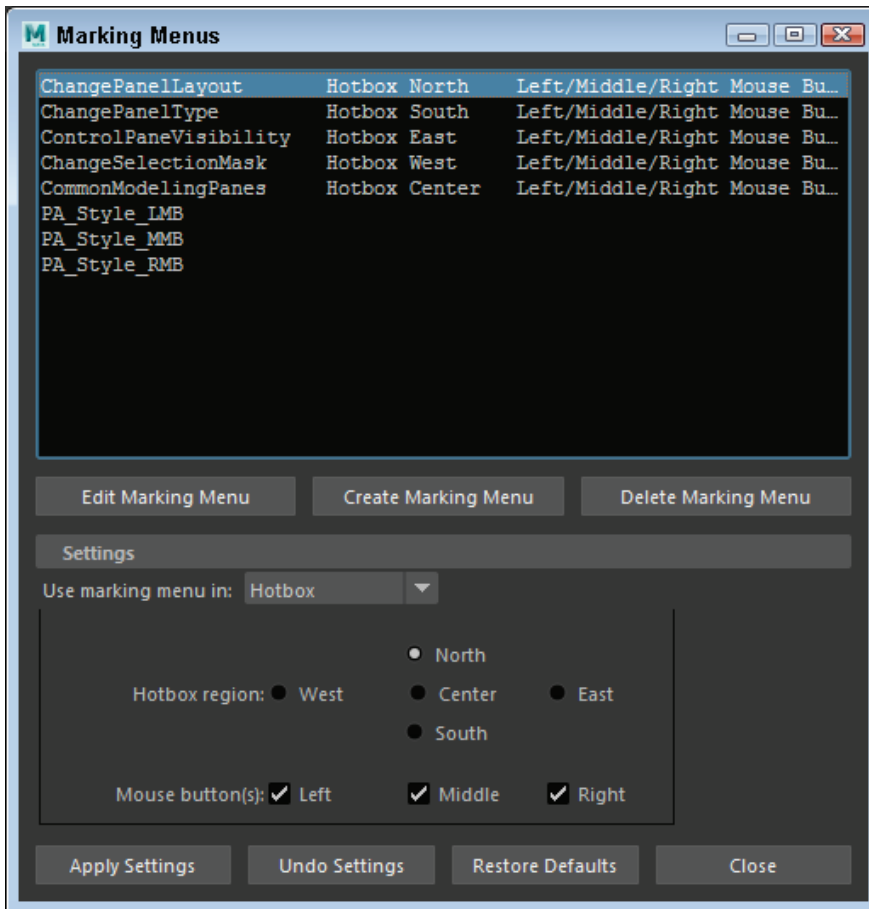 Marking Menus
ChangePanelLayout Hotbox North Left/Middle/Right Mouse Bu…
ChangePanelType Hotbox South Left/Middle/Right Mouse Bu…
ControlPaneVisibility Hotbox East Left/Middle/Right Mouse Bu…
ChangeSelectionMask Hotbox West Left/Middle/Right Mouse Bu…
CommonModelingPanes Hotbox Center Left/Middle/Right Mouse Bu…
PA_Style_LMB
PA_Style_MMB
PA_Style_RMB
Edit Marking Menu Create Marking Menu Delete Marking Menu
Settings
Use marking menu in: Hotbox
North
Hotbox region: West Center East
South
Mouse button(s): Left Middle Right
Apply Settings Undo Settings Restore Defaults Close